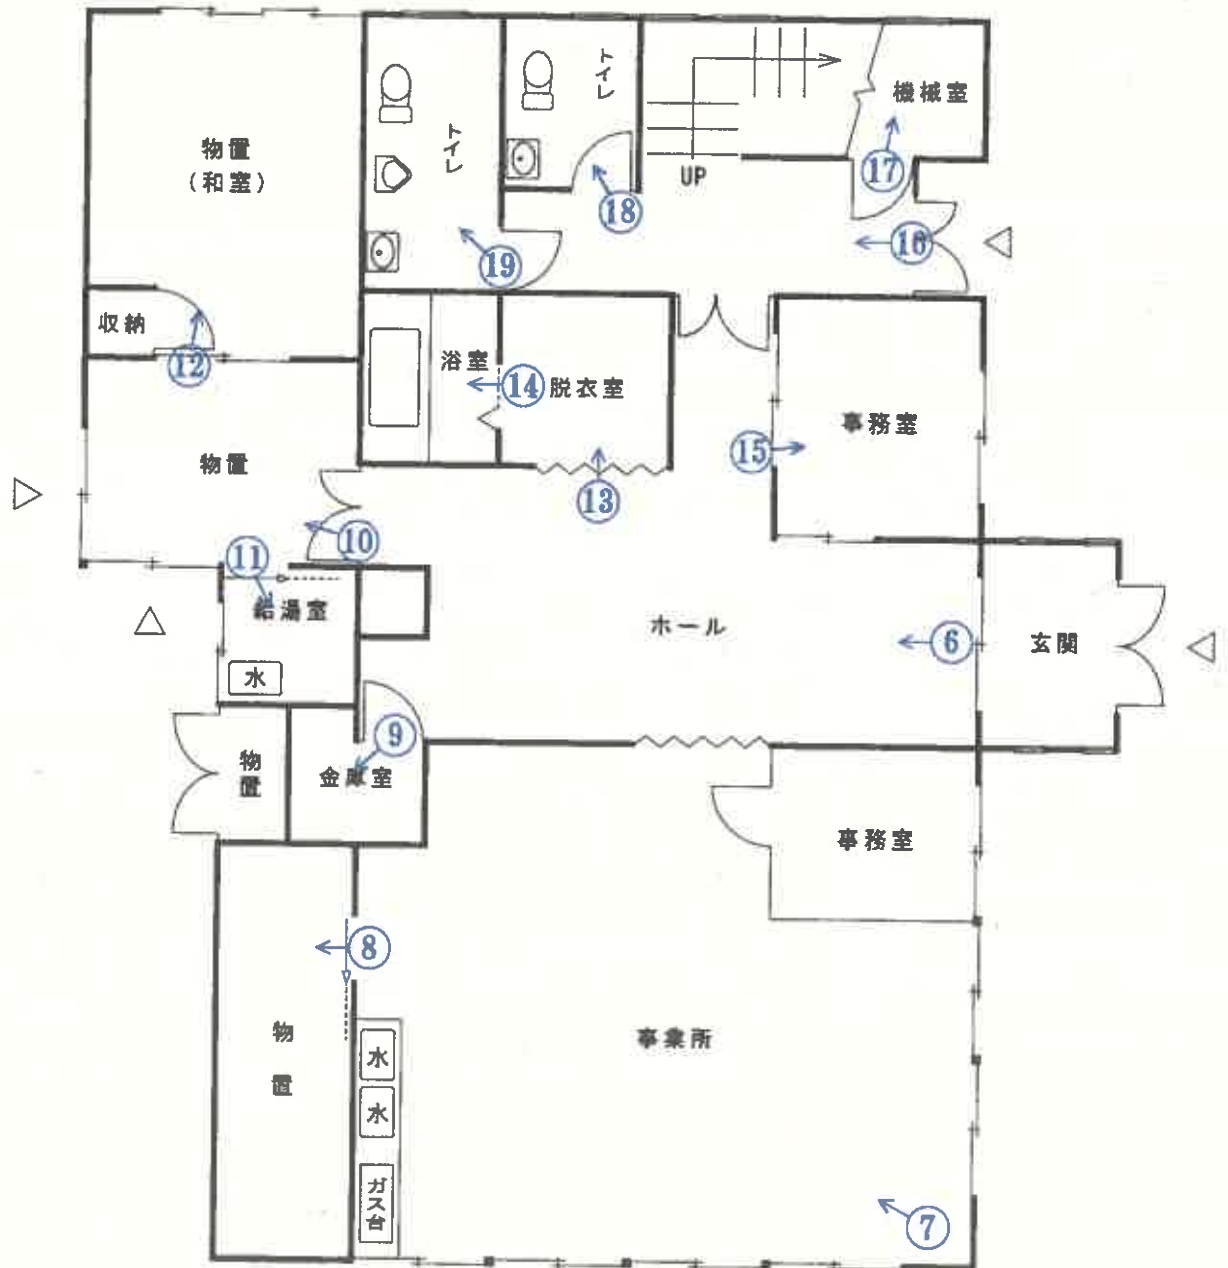 トイレ
トイレ
機械室
物置
(和室)
UP
17
18
16
19
収納
12
浴室
14
脱衣室
事務室
15
物置
13
10
11
給湯室
ホール
6
玄関
水
9
物置
金庫室
事務室
8
物置
事業所
水
水
ガス台
7